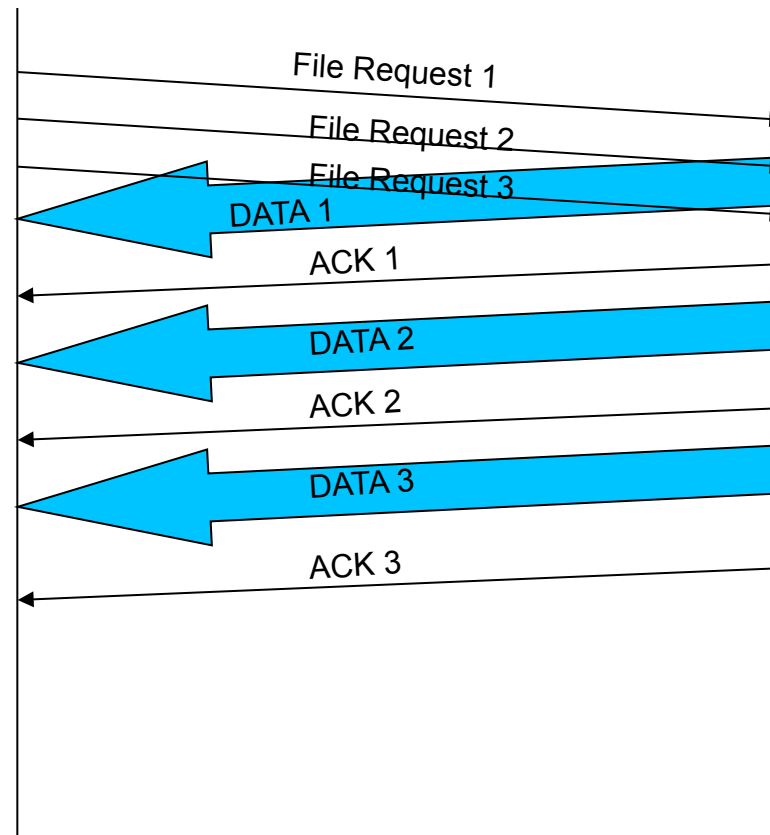 File Request 1
File Request 2
File Request 3
DATA 1
ACK 1
DATA 2
ACK 2
DATA 3
ACK 3